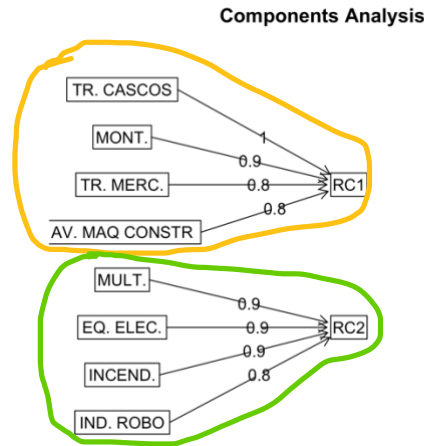 Components Analysis
TR. CASCOS
1
MONT.
0.9
TR. MERC.
0.8
RC1
0.8
AV. MAQ CONSTR
MULT.
0.9
EQ. ELEC.
0.9
RC2
0.9
INCEND.
0.8
IND. ROBO